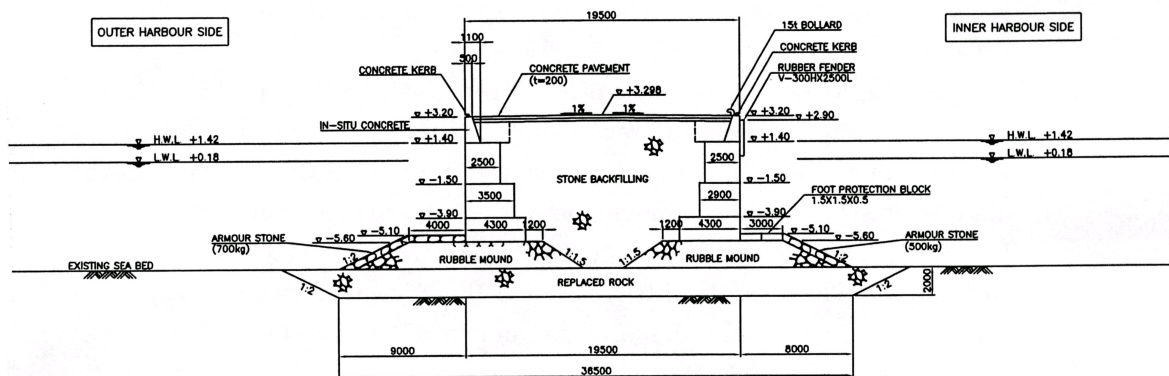 19500
OUTER HARBOUR SIDE
INNER HARBOUR SIDE
15t BOLLARD
1100
CONCRETE KERB
500
RUBBER FENDER
V-300HX2500L
CONCRETE KERB
CONCRETE PAVEMENT
(t=200)
+3.298
1% 1%
+3.20
+3.20
+2.90
IN-SITU CONCRETE
H.W.L. +1.42
+1.40
+1.40
H.W.L. +1.42
L.W.L. +0.18
L.W.L. +0.18
2500
2500
STONE BACKFILLING
-1.50
-1.50
3500
2900
FOOT PROTECTION BLOCK
1.5X1.5X0.5
-3.90
-3.90
4000 4300 1200
1200 4300 3000
-5.10
-5.10
ARMOUR STONE
(700kg)
-5.60
-5.60
ARMOUR STONE
(500kg)
1:2
RUBBLE MOUND
1:1.5
1:1.5
RUBBLE MOUND
1:2
EXISTING SEA BED
1:2
REPLACED ROCK
1:2
2000
9000
19500
8000
36500